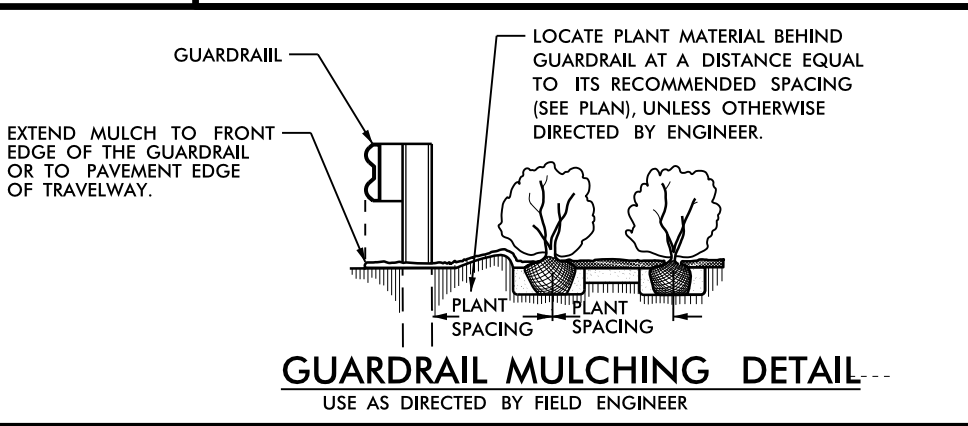 GUARDRAIIL
LOCATE PLANT MATERIAL BEHIND
GUARDRAIL AT A DISTANCE EQUAL
TO ITS RECOMMENDED SPACING
(SEE PLAN), UNLESS OTHERWISE
DIRECTED BY ENGINEER.
EXTEND MULCH TO FRONT
EDGE OF THE GUARDRAIL
OR TO PAVEMENT EDGE
OF TRAVELWAY.
PLANT
SPACING
PLANT
SPACING
GUARDRAIL MULCHING DETAIL
USE AS DIRECTED BY FIELD ENGINEER